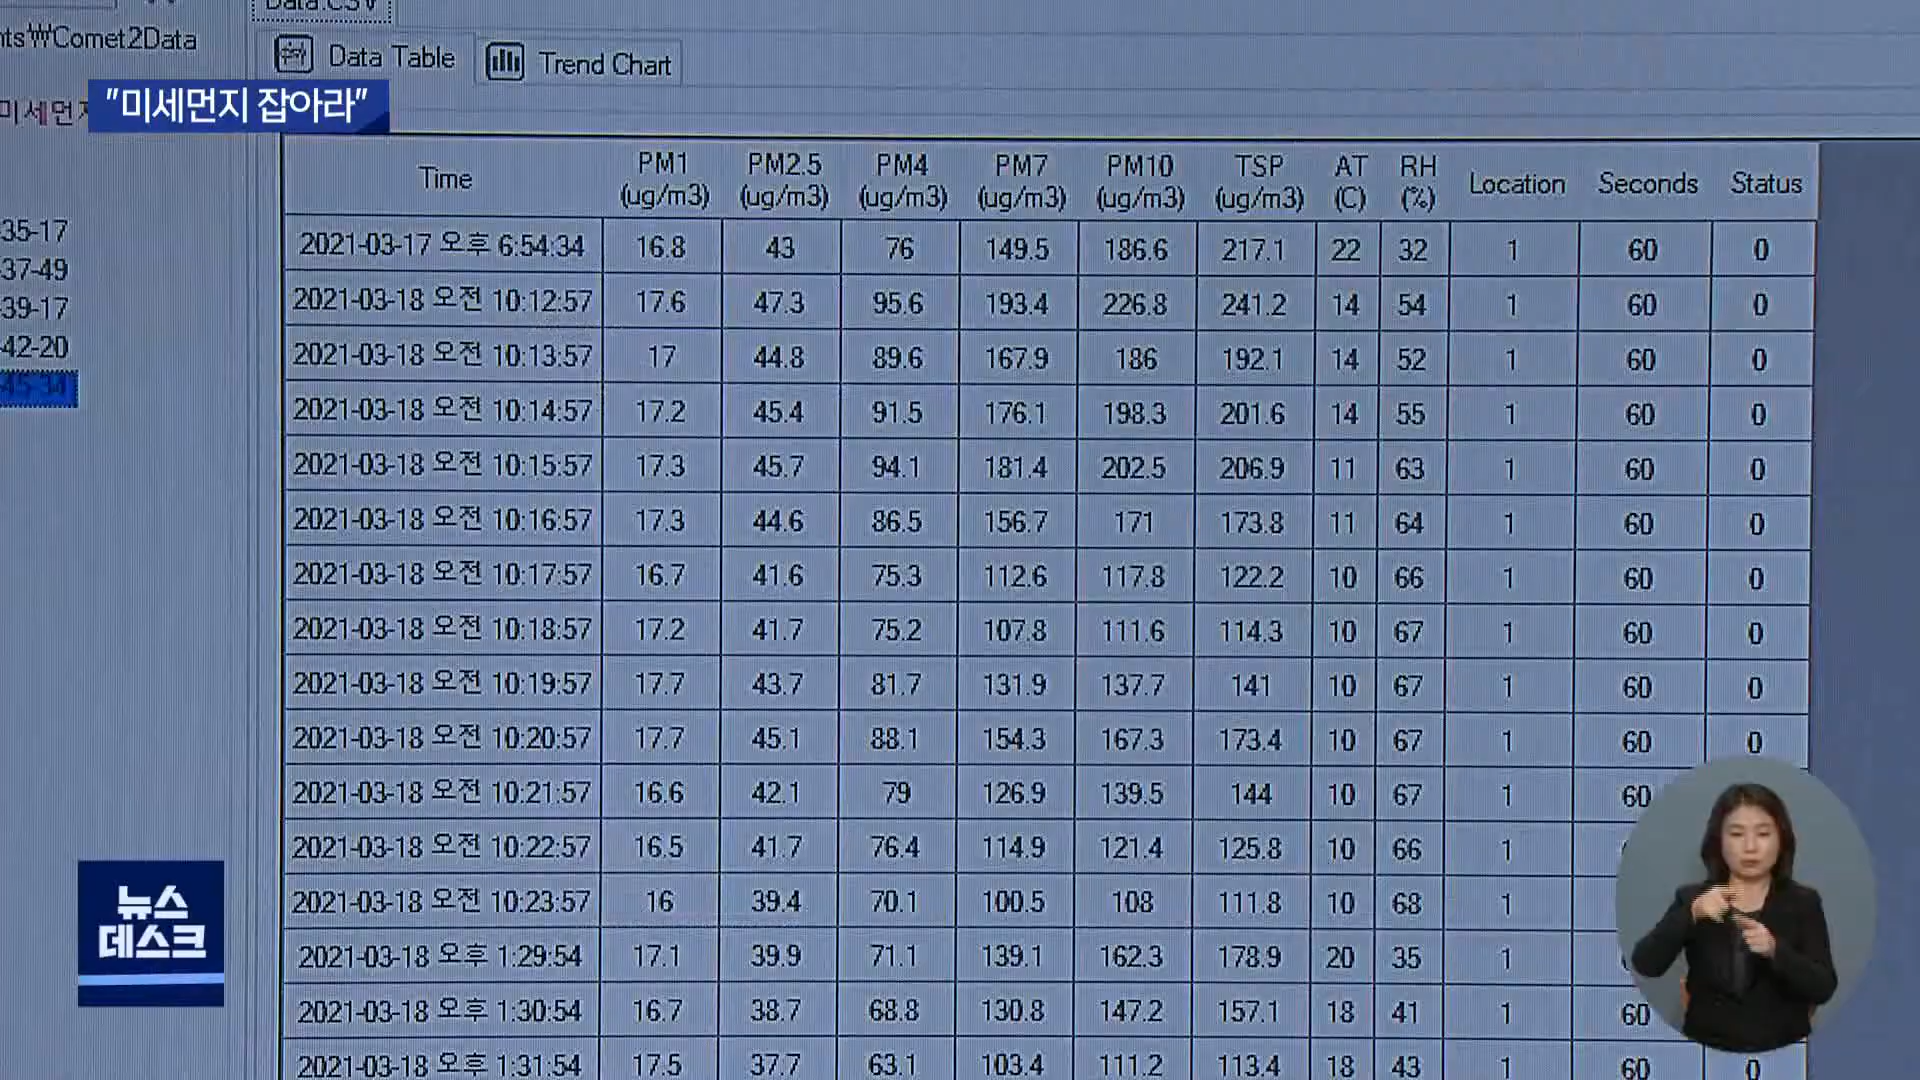 Data.CSV
nts₩Comet2Data
Data Table
Trend Chart
미세먼지
"미세먼지 잡아라"
35-17
37-49
39-17
42-20
45-34
Time PM1 (ug/m3) PM2.5 (ug/m3) PM4 (ug/m3) PM7 (ug/m3) PM10 (ug/m3) TSP (ug/m3) AT (C) RH (%) Location Seconds Status
2021-03-17 오후 6:54:34 16.8 43 76 149.5 186.6 217.1 22 32 1 60 0
2021-03-18 오전 10:12:57 17.6 47.3 95.6 193.4 226.8 241.2 14 54 1 60 0
2021-03-18 오전 10:13:57 17 44.8 89.6 167.9 186 192.1 14 52 1 60 0
2021-03-18 오전 10:14:57 17.2 45.4 91.5 176.1 198.3 201.6 14 55 1 60 0
2021-03-18 오전 10:15:57 17.3 45.7 94.1 181.4 202.5 206.9 11 63 1 60 0
2021-03-18 오전 10:16:57 17.3 44.6 86.5 156.7 171 173.8 11 64 1 60 0
2021-03-18 오전 10:17:57 16.7 41.6 75.3 112.6 117.8 122.2 10 66 1 60 0
2021-03-18 오전 10:18:57 17.2 41.7 75.2 107.8 111.6 114.3 10 67 1 60 0
2021-03-18 오전 10:19:57 17.7 43.7 81.7 131.9 137.7 141 10 67 1 60 0
2021-03-18 오전 10:20:57 17.7 45.1 88.1 154.3 167.3 173.4 10 67 1 60 0
2021-03-18 오전 10:21:57 16.6 42.1 79 126.9 139.5 144 10 67 1 60
2021-03-18 오전 10:22:57 16.5 41.7 76.4 114.9 121.4 125.8 10 66 1
2021-03-18 오전 10:23:57 16 39.4 70.1 100.5 108 111.8 10 68 1
2021-03-18 오후 1:29:54 17.1 39.9 71.1 139.1 162.3 178.9 20 35 1
2021-03-18 오후 1:30:54 16.7 38.7 68.8 130.8 147.2 157.1 18 41 1 60
2021-03-18 오후 1:31:54 17.5 37.7 63.1 103.4 111.2 113.4 18 43 1 60 0
뉴스
데스크